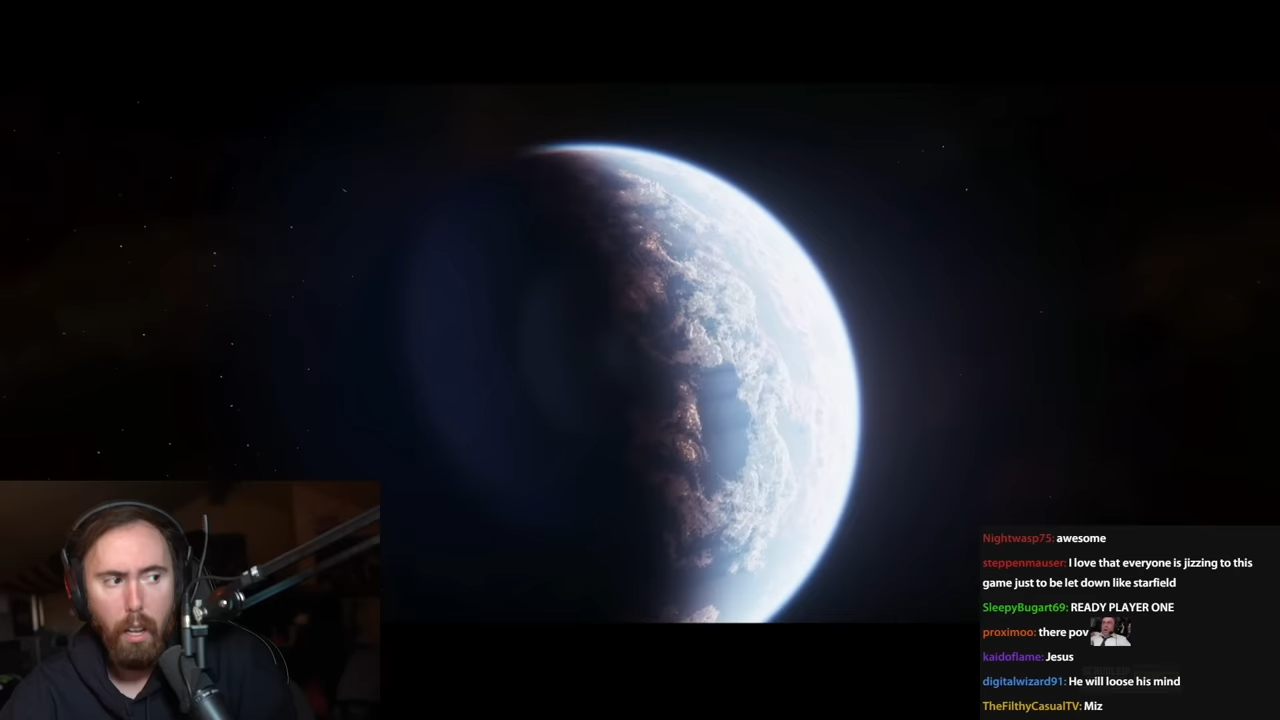 Nightwasp75: awesome
steppenmauser: I love that everyone is jizzing to this
game just to be let down like starfield
SleepyBugart69: READY PLAYER ONE
proximoo: there pov
kaidoflame: Jesus
digitalwizard91: He will loose his mind
TheFilthyCasualTV: Miz